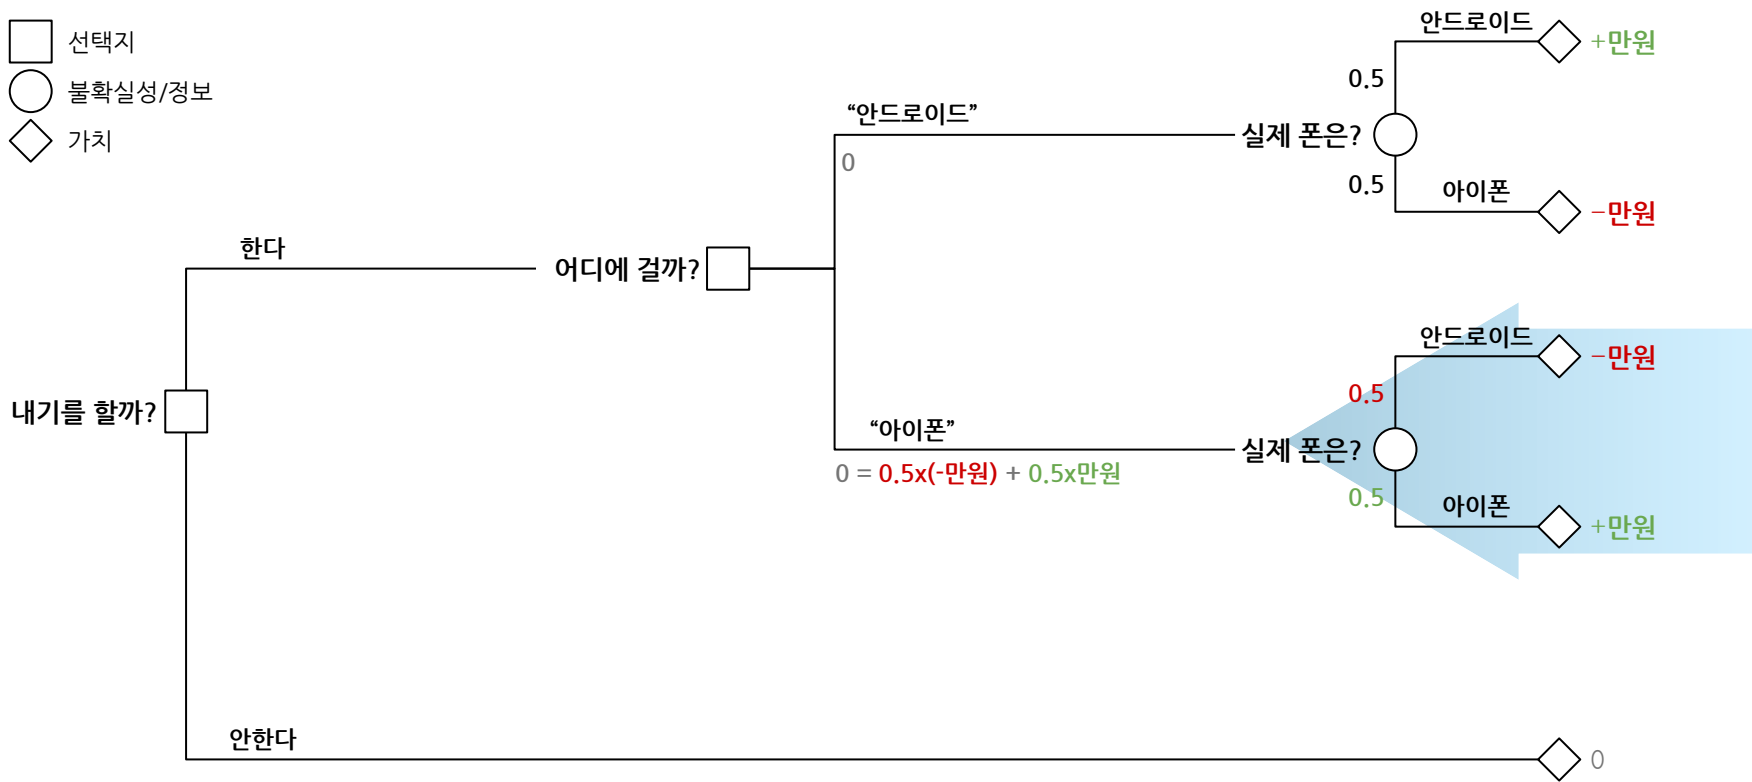 선택지
불확실성/정보
가치
안드로이드
+만원
0.5
"안드로이드"
실제 폰은?
0
0.5
아이폰
−만원
한다
어디에 걸까?
안드로이드
−만원
0.5
내기를 할까?
"아이폰"
실제 폰은?
0 = 0.5x(-만원) + 0.5x만원
0.5
아이폰
+만원
안한다
0